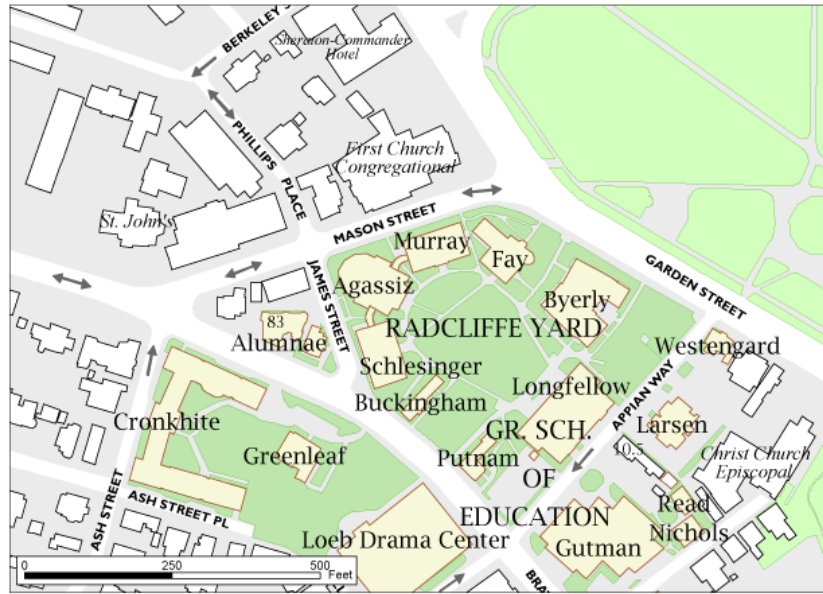 BERKELEY S
Sheraton-Commander
Hotel
PHILLIPS
PLACE
First Church
Congregational
St. John's
MASON STREET
Murray
Fay
GARDEN STREET
JAMES STREET
Agassiz
Byerly
83
Alumnae
RADCLIFFE YARD
Westengard
Schlesinger
Longfellow
APPIAN WAY
Buckingham
Cronkhite
GR. SCH.
Larsen
Greenleaf
Putnam
10.5
Christ Church
Episcopal
OF
ASH STREET
ASH STREET PL
EDUCATION
Read
Nichols
Loeb Drama Center
Gutman
BRA
0 250 500
Feet